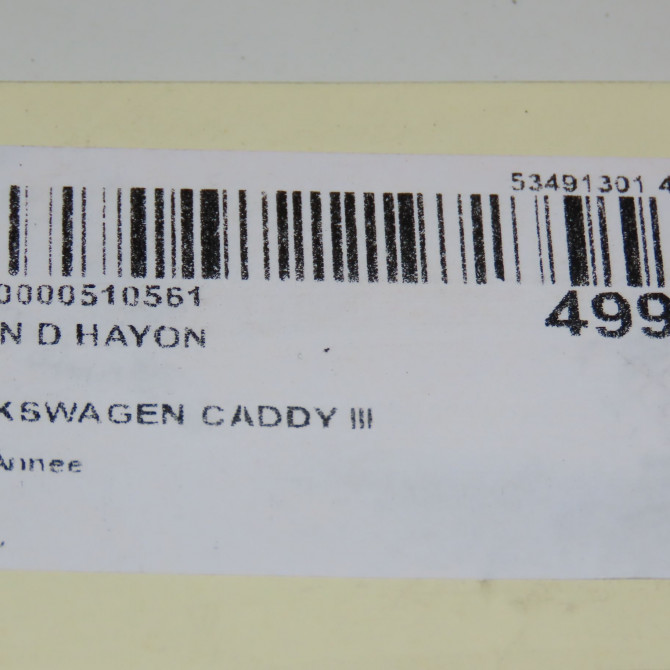 53491301 4
0000510561
499
N D HAYON
KSWAGEN CADDY III
Annee